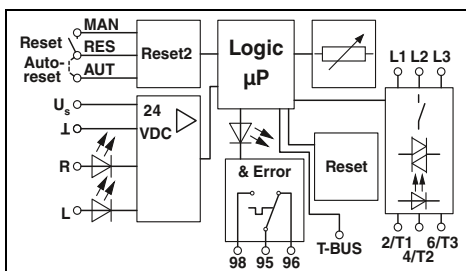 MAN
Reset
RES
Auto-
reset
AUT
Reset2
Logic
µP
L1 L2 L3
Us
⊥
24
VDC
R
L
& Error
Reset
98 95 96
T-BUS
2/T1 6/T3
4/T2